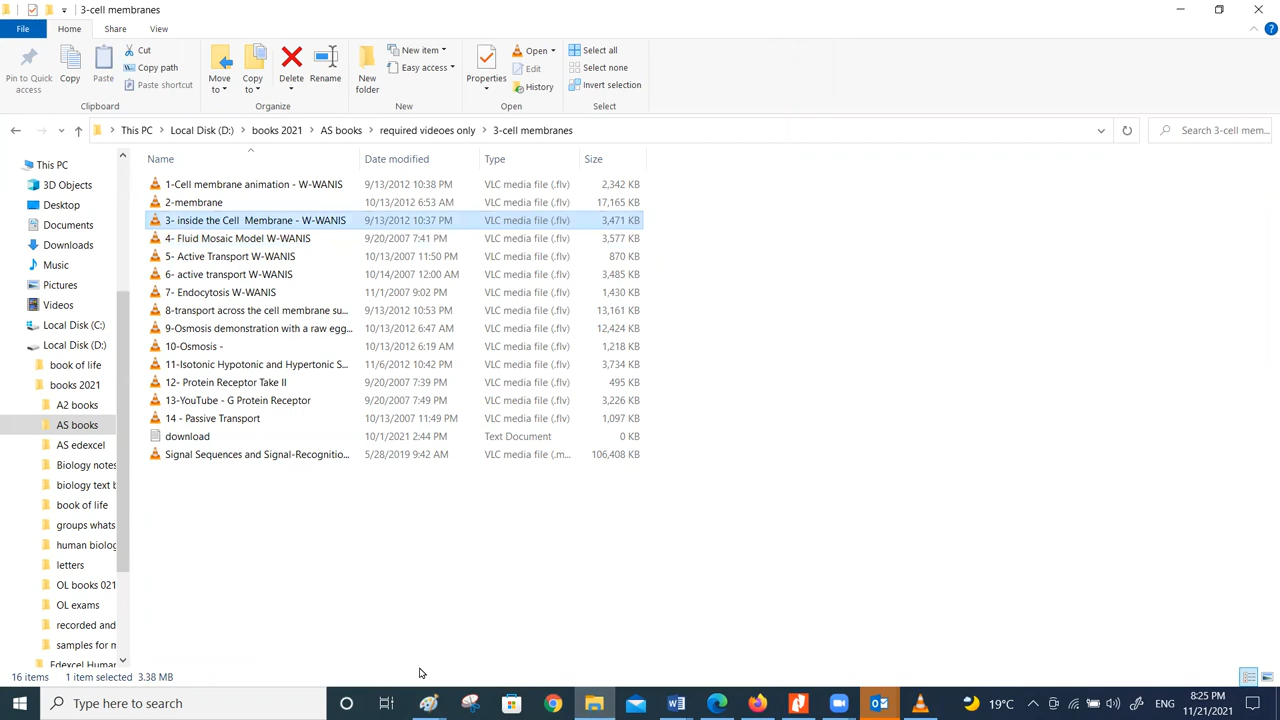 3-cell membranes
File Home Share View
Pin to Quick access
Copy
Paste
Cut
Copy path
Paste shortcut
Clipboard
Move to
Copy to
Delete
Rename
Organize
New folder
New item
Easy access
New
Properties
Open
Edit
History
Open
Select all
Select none
Invert selection
Select
This PC > Local Disk (D:) > books 2021 > AS books > required videoes only > 3-cell membranes
Search 3-cell mem...
Name Date modified Type Size
1-Cell membrane animation - W-WANIS 9/13/2012 10:38 PM VLC media file (.flv) 2,342 KB
2-membrane 10/13/2012 6:53 AM VLC media file (.flv) 17,165 KB
3- inside the Cell  Membrane - W-WANIS 9/13/2012 10:37 PM VLC media file (.flv) 3,471 KB
4- Fluid Mosaic Model W-WANIS 9/20/2007 7:41 PM VLC media file (.flv) 3,577 KB
5- Active Transport W-WANIS 10/13/2007 11:50 PM VLC media file (.flv) 870 KB
6- active transport W-WANIS 10/14/2007 12:00 AM VLC media file (.flv) 3,485 KB
7- Endocytosis W-WANIS 11/1/2007 9:02 PM VLC media file (.flv) 1,430 KB
8-transport across the cell membrane su... 9/13/2012 10:53 PM VLC media file (.flv) 13,161 KB
9-Osmosis demonstration with a raw egg... 10/13/2012 6:47 AM VLC media file (.flv) 12,424 KB
10-Osmosis - 10/13/2012 6:19 AM VLC media file (.flv) 1,218 KB
11-Isotonic Hypotonic and Hypertonic S... 11/6/2012 10:42 PM VLC media file (.flv) 3,734 KB
12- Protein Receptor Take II 9/20/2007 7:39 PM VLC media file (.flv) 495 KB
13-YouTube - G Protein Receptor 9/20/2007 7:49 PM VLC media file (.flv) 3,226 KB
14 - Passive Transport 10/13/2007 11:49 PM VLC media file (.flv) 1,097 KB
download 10/1/2021 2:44 PM Text Document 0 KB
Signal Sequences and Signal-Recognitio... 5/28/2019 9:42 AM VLC media file (.m... 106,408 KB
This PC
3D Objects
Desktop
Documents
Downloads
Music
Pictures
Videos
Local Disk (C:)
Local Disk (D:)
book of life
books 2021
A2 books
AS books
AS edexcel
Biology notes
biology text b
book of life
groups whats
human biolog
letters
OL books 021
OL exams
recorded and
samples for m
Edexcel Human
16 items 1 item selected 3.38 MB
Type here to search
19°C
ENG
8:25 PM
11/21/2021